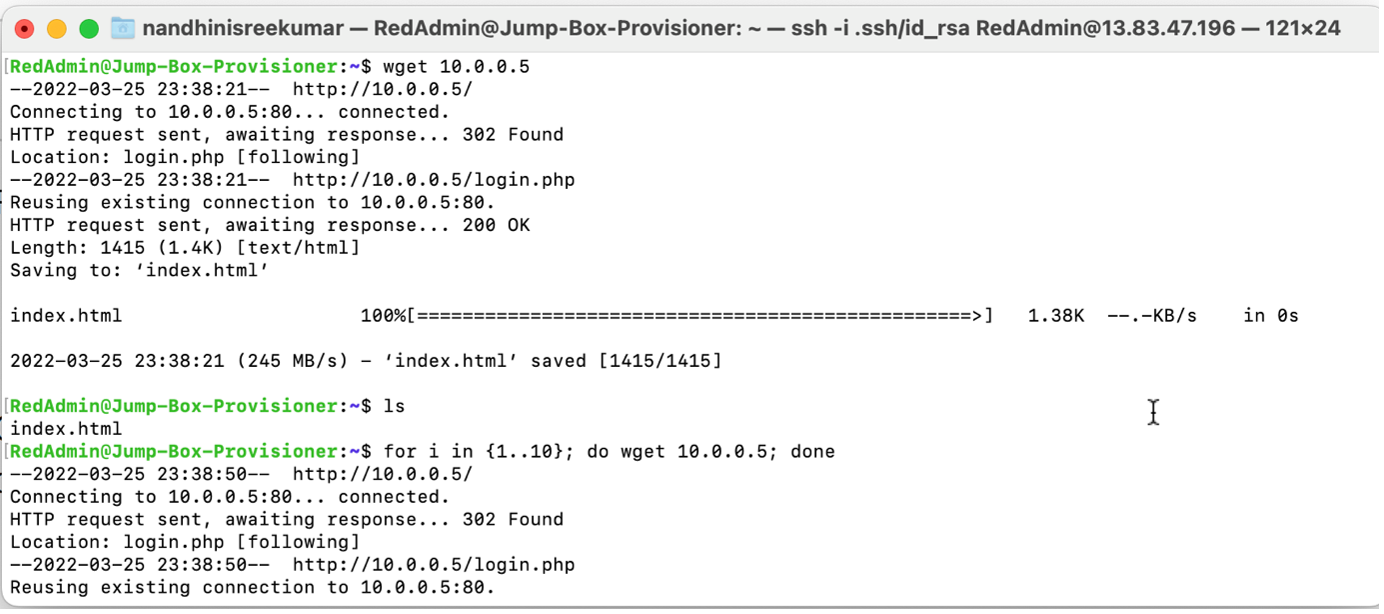 nandhinisreekumar — RedAdmin@Jump-Box-Provisioner: ~ — ssh -i .ssh/id_rsa RedAdmin@13.83.47.196 — 121×24
[RedAdmin@Jump-Box-Provisioner:~$ wget 10.0.0.5
--2022-03-25 23:38:21--  http://10.0.0.5/
Connecting to 10.0.0.5:80... connected.
HTTP request sent, awaiting response... 302 Found
Location: login.php [following]
--2022-03-25 23:38:21--  http://10.0.0.5/login.php
Reusing existing connection to 10.0.0.5:80.
HTTP request sent, awaiting response... 200 OK
Length: 1415 (1.4K) [text/html]
Saving to: ‘index.html’
index.html                     100%[=================================================>]   1.38K  --.-KB/s    in 0s
2022-03-25 23:38:21 (245 MB/s) - ‘index.html’ saved [1415/1415]
[RedAdmin@Jump-Box-Provisioner:~$ ls
index.html
[RedAdmin@Jump-Box-Provisioner:~$ for i in {1..10}; do wget 10.0.0.5; done
--2022-03-25 23:38:50--  http://10.0.0.5/
Connecting to 10.0.0.5:80... connected.
HTTP request sent, awaiting response... 302 Found
Location: login.php [following]
--2022-03-25 23:38:50--  http://10.0.0.5/login.php
Reusing existing connection to 10.0.0.5:80.